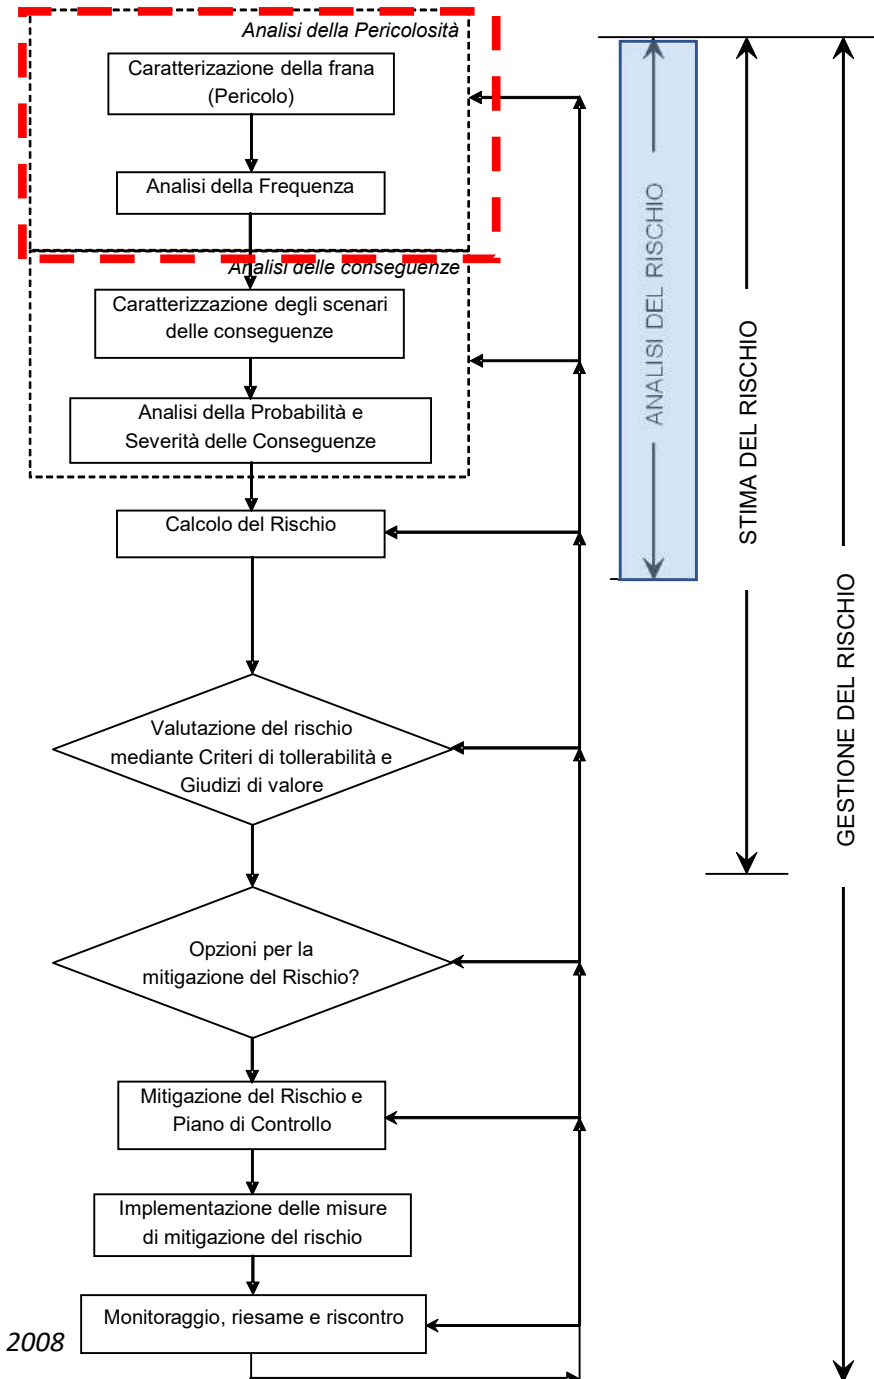 Analisi della Pericolosità
Caratterizazione della frana
(Pericolo)
Analisi della Frequenza
Analisi delle conseguenze
Caratterizzazione degli scenari
delle conseguenze
Analisi della Probabilità e
Severità delle Conseguenze
Calcolo del Rischio
Valutazione del rischio
mediante Criteri di tollerabilità e
Giudizi di valore
Opzioni per la
mitigazione del Rischio?
Mitigazione del Rischio e
Piano di Controllo
Implementazione delle misure
di mitigazione del rischio
Monitoraggio, riesame e riscontro
2008
ANALISI DEL RISCHIO
STIMA DEL RISCHIO
GESTIONE DEL RISCHIO